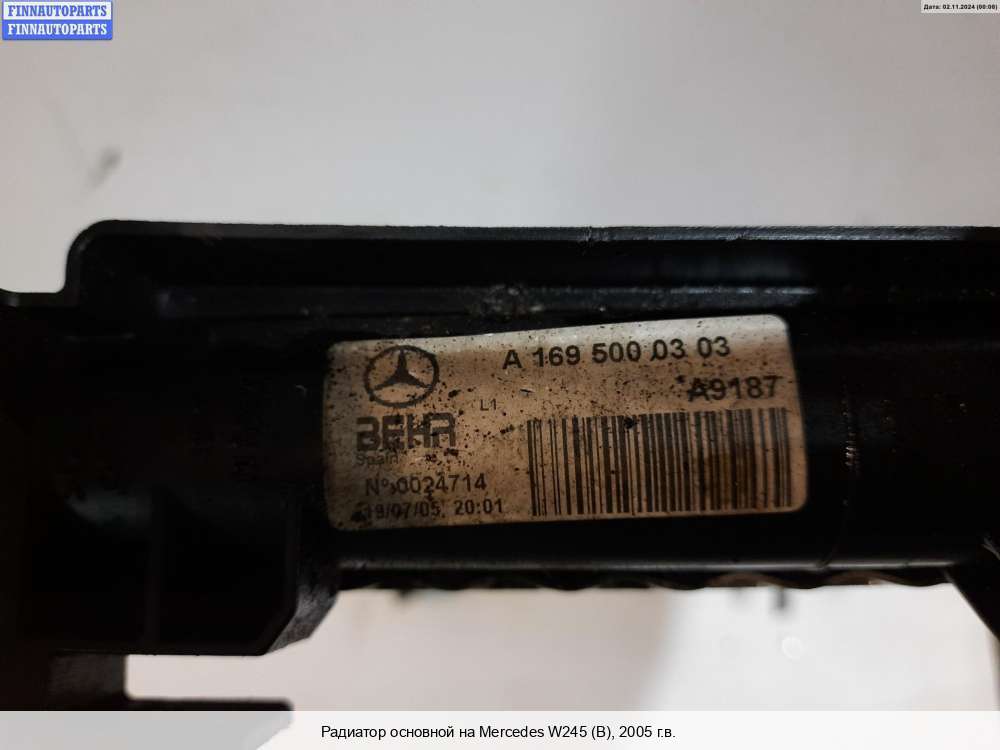 FINNAUTOPARTS
FINNAUTOPARTS
Дата: 02.11.2024 (00:06)
A 169 500 03 03
A9187
L1
BEHR
Spain
N° 0024714
19/07/05 20:01
Радиатор основной на Mercedes W245 (B), 2005 г.в.